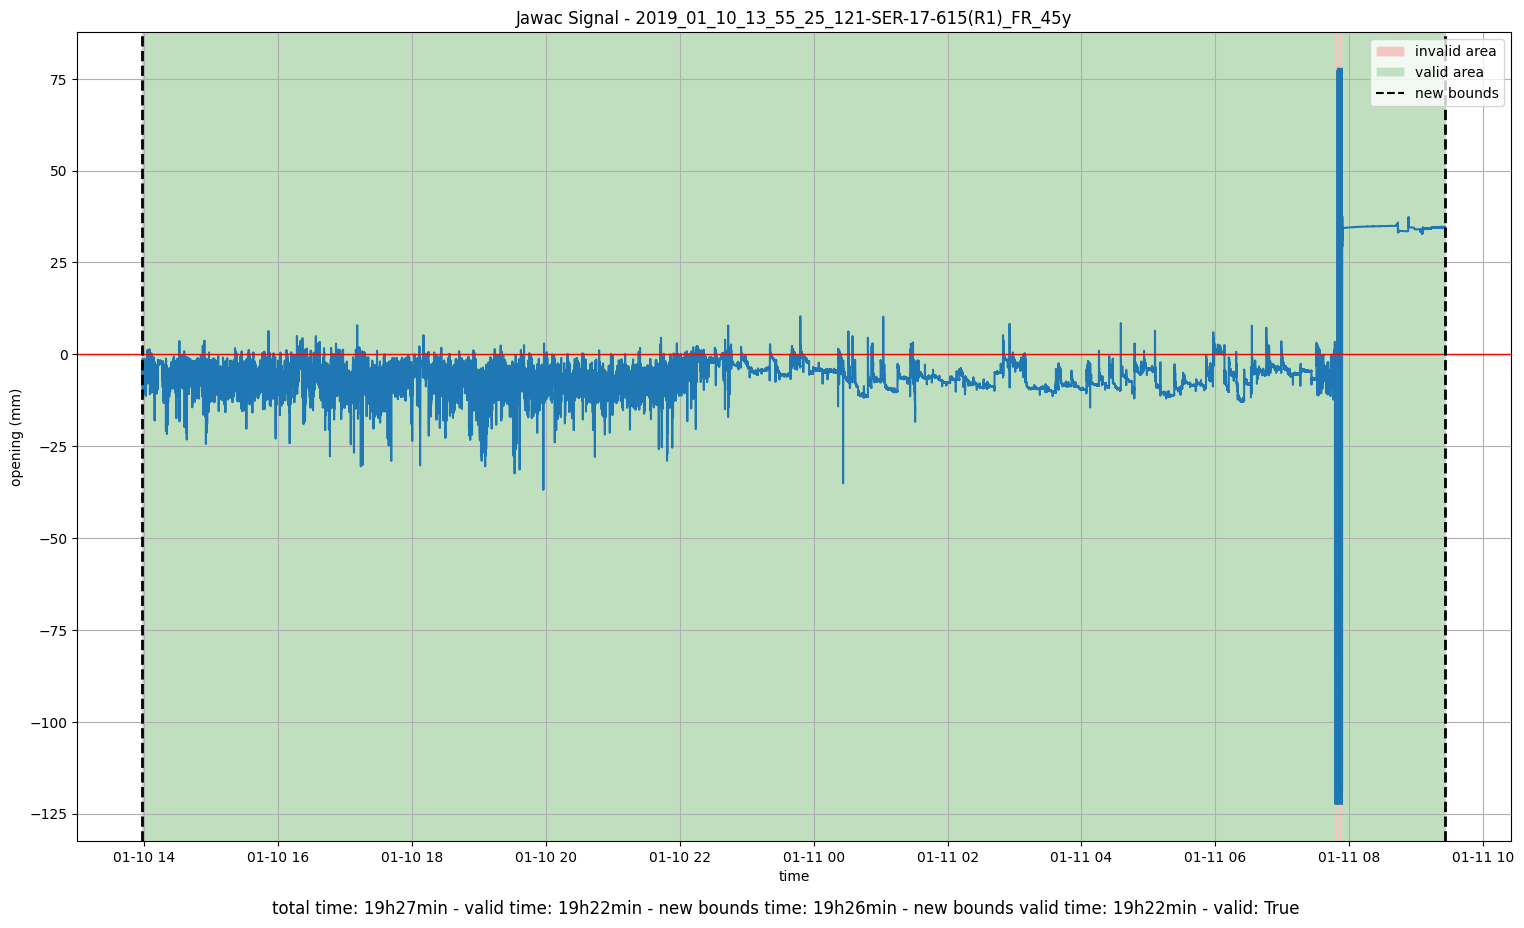 Jawac Signal - 2019_01_10_13_55_25_121-SER-17-615(R1)_FR_45y
invalid area
valid area
new bounds
opening (mm)
75
50
25
0
−25
−50
−75
−100
−125
01-10 14 01-10 16 01-10 18 01-10 20 01-10 22 01-11 00 01-11 02 01-11 04 01-11 06 01-11 08 01-11 10
time
total time: 19h27min - valid time: 19h22min - new bounds time: 19h26min - new bounds valid time: 19h22min - valid: True